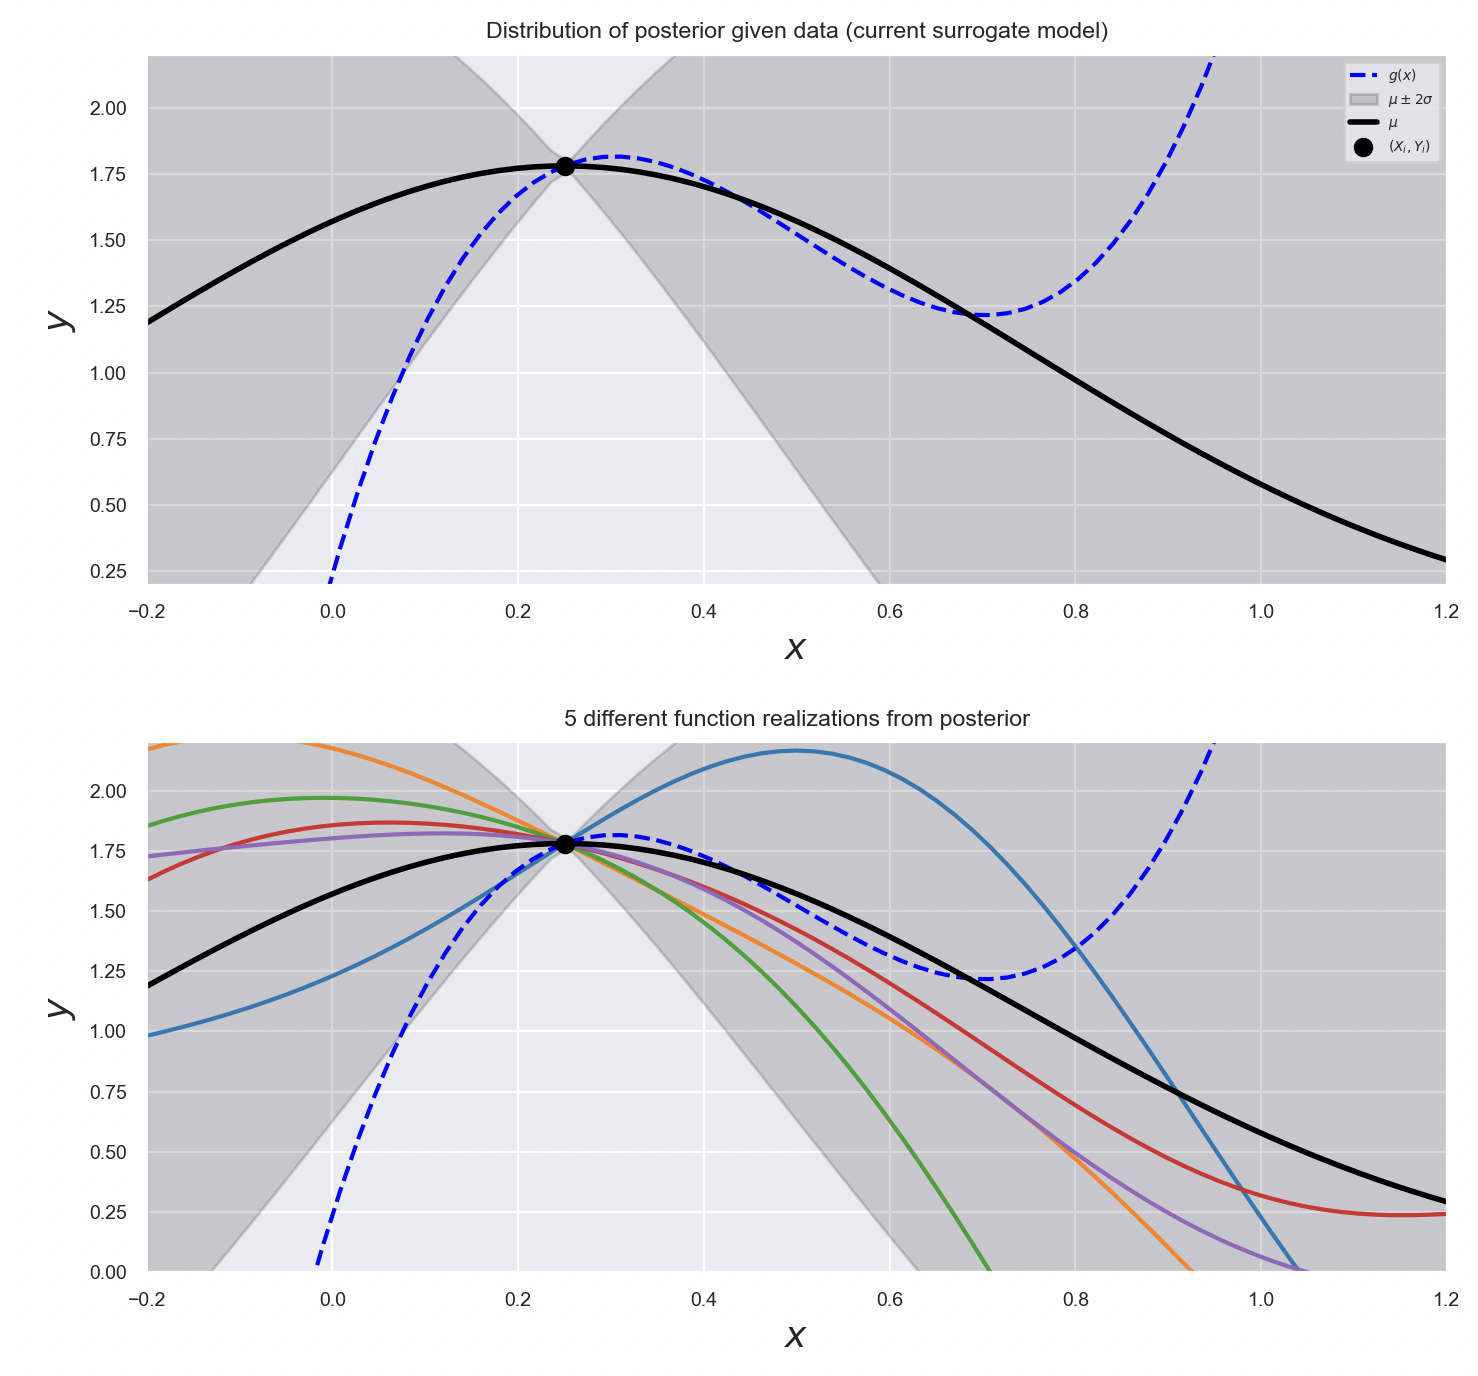 Distribution of posterior given data (current surrogate model)
g(x)
μ ± 2σ
μ
(Xᵢ, Yᵢ)
2.00
1.75
1.50
1.25
1.00
0.75
0.50
0.25
y
−0.2 0.0 0.2 0.4 0.6 0.8 1.0 1.2
x
5 different function realizations from posterior
2.00
1.75
1.50
1.25
1.00
0.75
0.50
0.25
0.00
y
−0.2 0.0 0.2 0.4 0.6 0.8 1.0 1.2
x